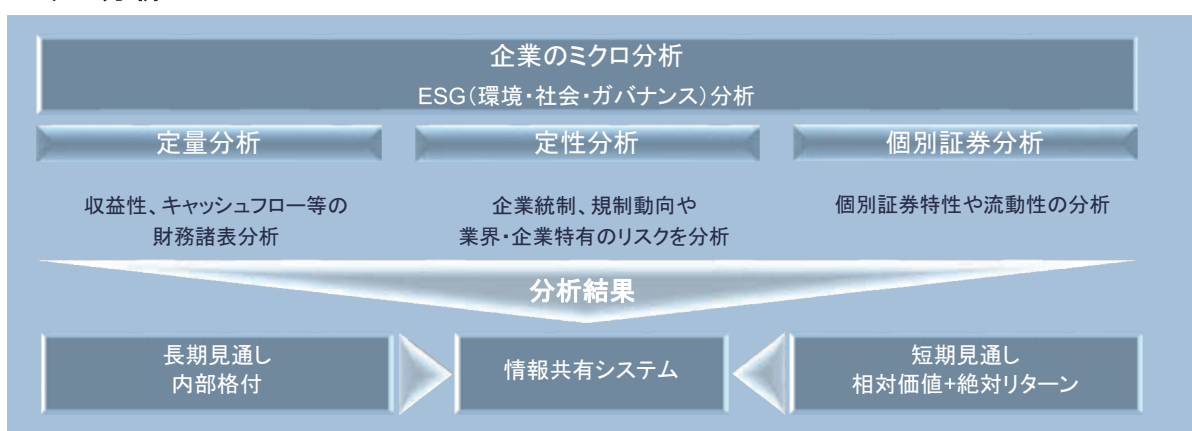 企業のミクロ分析
ESG(環境・社会・ガバナンス)分析
定量分析
定性分析
個別証券分析
収益性、キャッシュフロー等の
財務諸表分析
企業統制、規制動向や
業界・企業特有のリスクを分析
個別証券特性や流動性の分析
分析結果
長期見通し
内部格付
情報共有システム
短期見通し
相対価値+絶対リターン